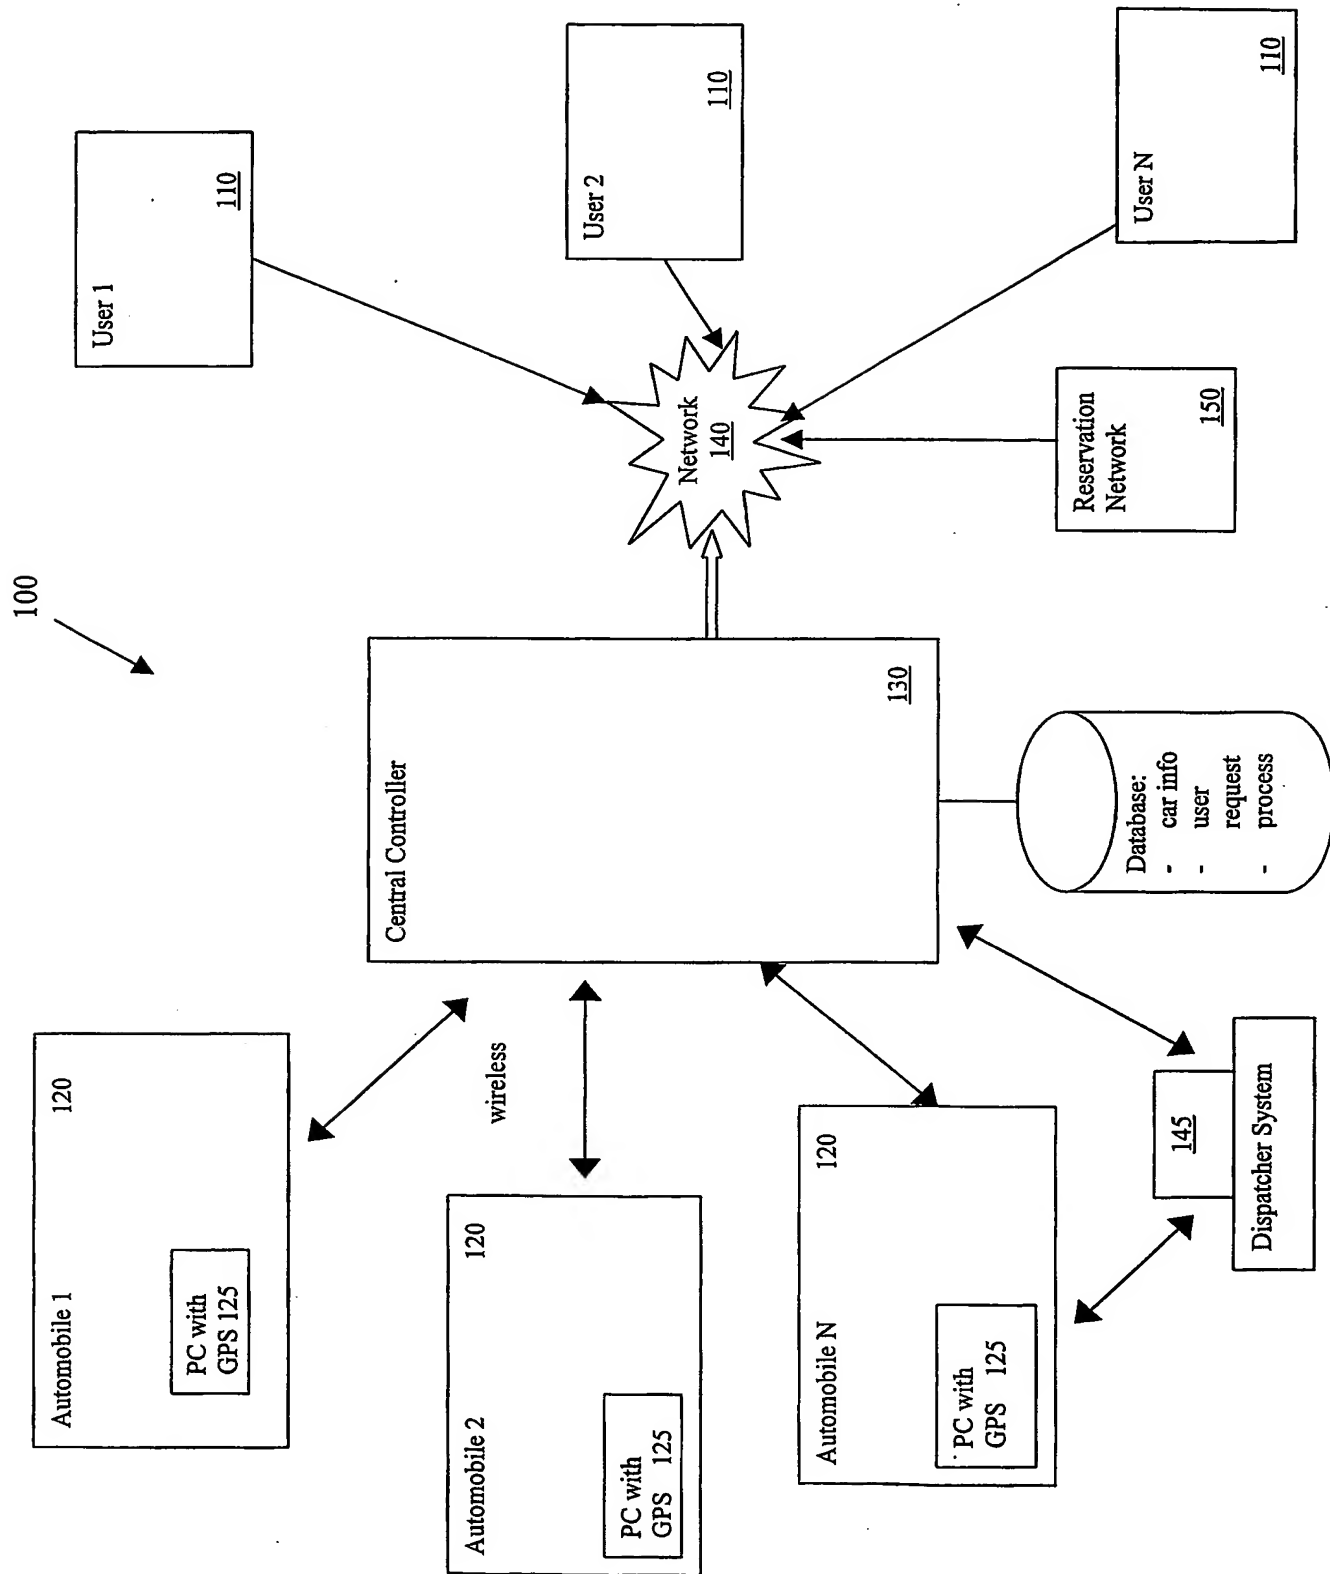 100
Automobile 1
120
PC with
GPS 125
Automobile 2
120
PC with
GPS 125
Automobile N
120
PC with
GPS 125
wireless
Central Controller
130
Dispatcher System
145
Database:
- car info
- user
request
- process
Network
140
Reservation
Network
150
User 1
110
User 2
110
User N
110